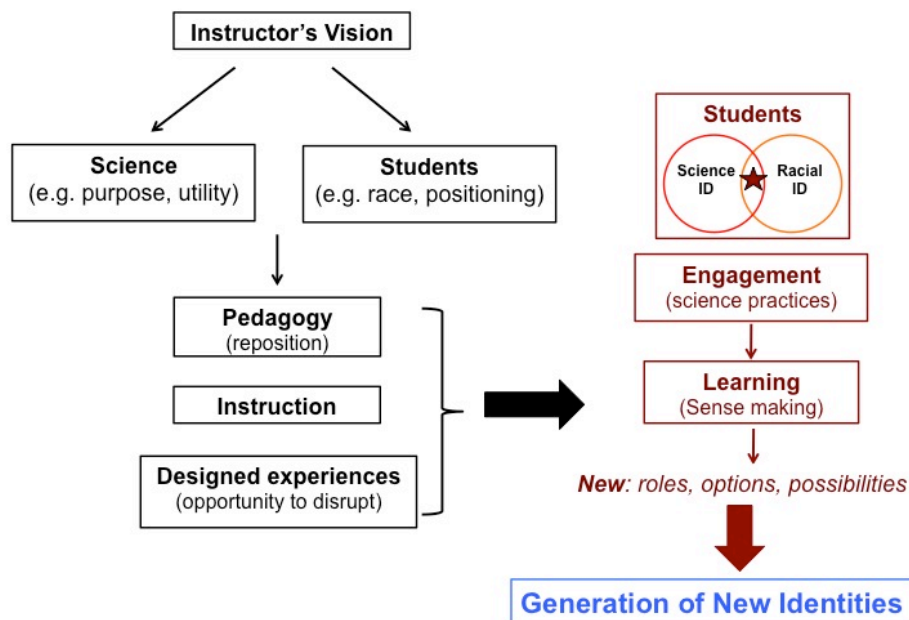 Instructor's Vision
Science
(e.g. purpose, utility)
Students
(e.g. race, positioning)
Pedagogy
(reposition)
Instruction
Designed experiences
(opportunity to disrupt)
Students
Science
ID
Racial
ID
Engagement
(science practices)
Learning
(Sense making)
New: roles, options, possibilities
Generation of New Identities